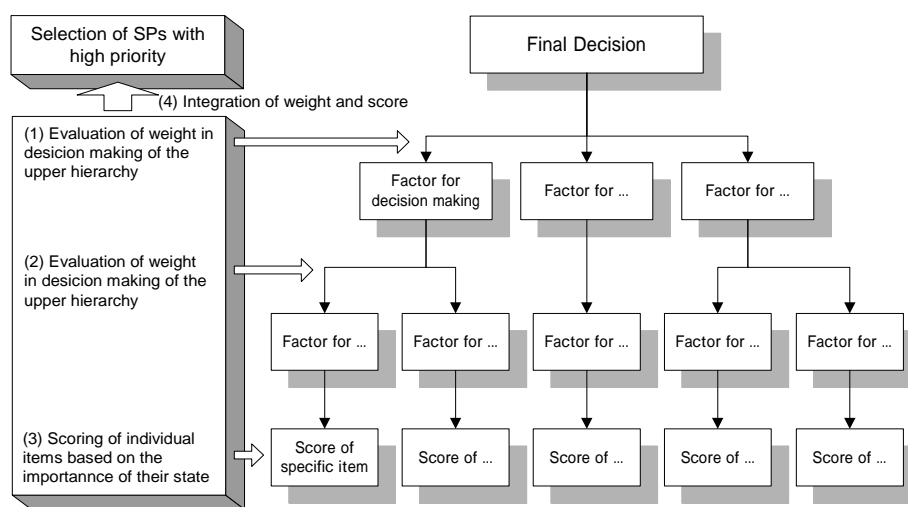 Selection of SPs with
high priority
Final Decision
(4) Integration of weight and score
(1) Evaluation of weight in
desicion making of the
upper hierarchy
Factor for
decision making
Factor for ...
Factor for ...
(2) Evaluation of weight
in desicion making of the
upper hierarchy
Factor for ...
Factor for ...
Factor for ...
Factor for ...
Factor for ...
(3) Scoring of individual
items based on the
importannce of their state
Score of
specific item
Score of ...
Score of ...
Score of ...
Score of ...